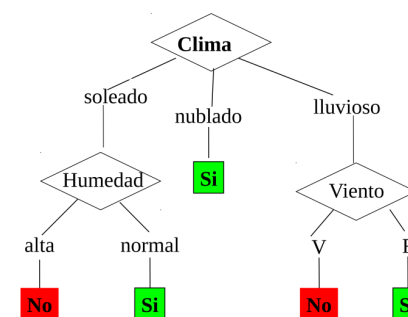 Clima
soleado
nublado
lluvioso
Humedad
Si
Viento
alta
normal
V
No
Si
No